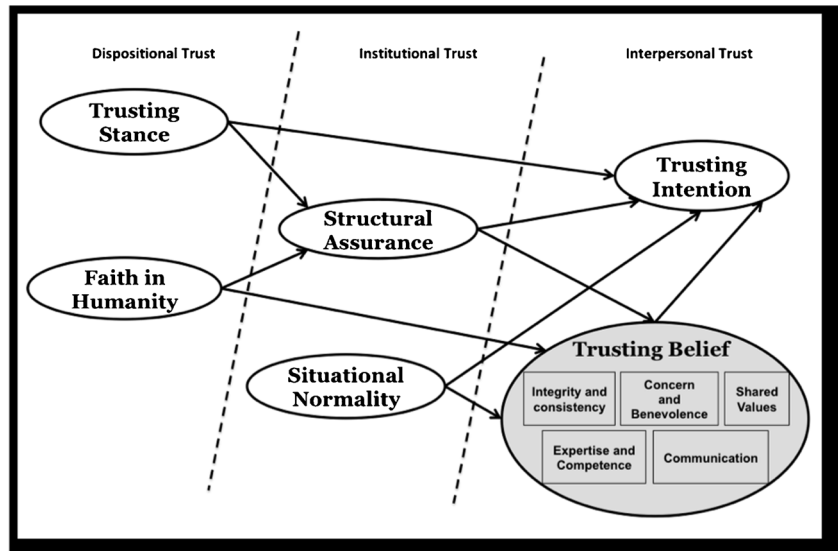 Dispositional Trust
Institutional Trust
Interpersonal Trust
Trusting
Stance
Trusting
Intention
Structural
Assurance
Faith in
Humanity
Situational
Normality
Trusting Belief
Integrity and
consistency
Concern
and
Benevolence
Shared
Values
Expertise and
Competence
Communication